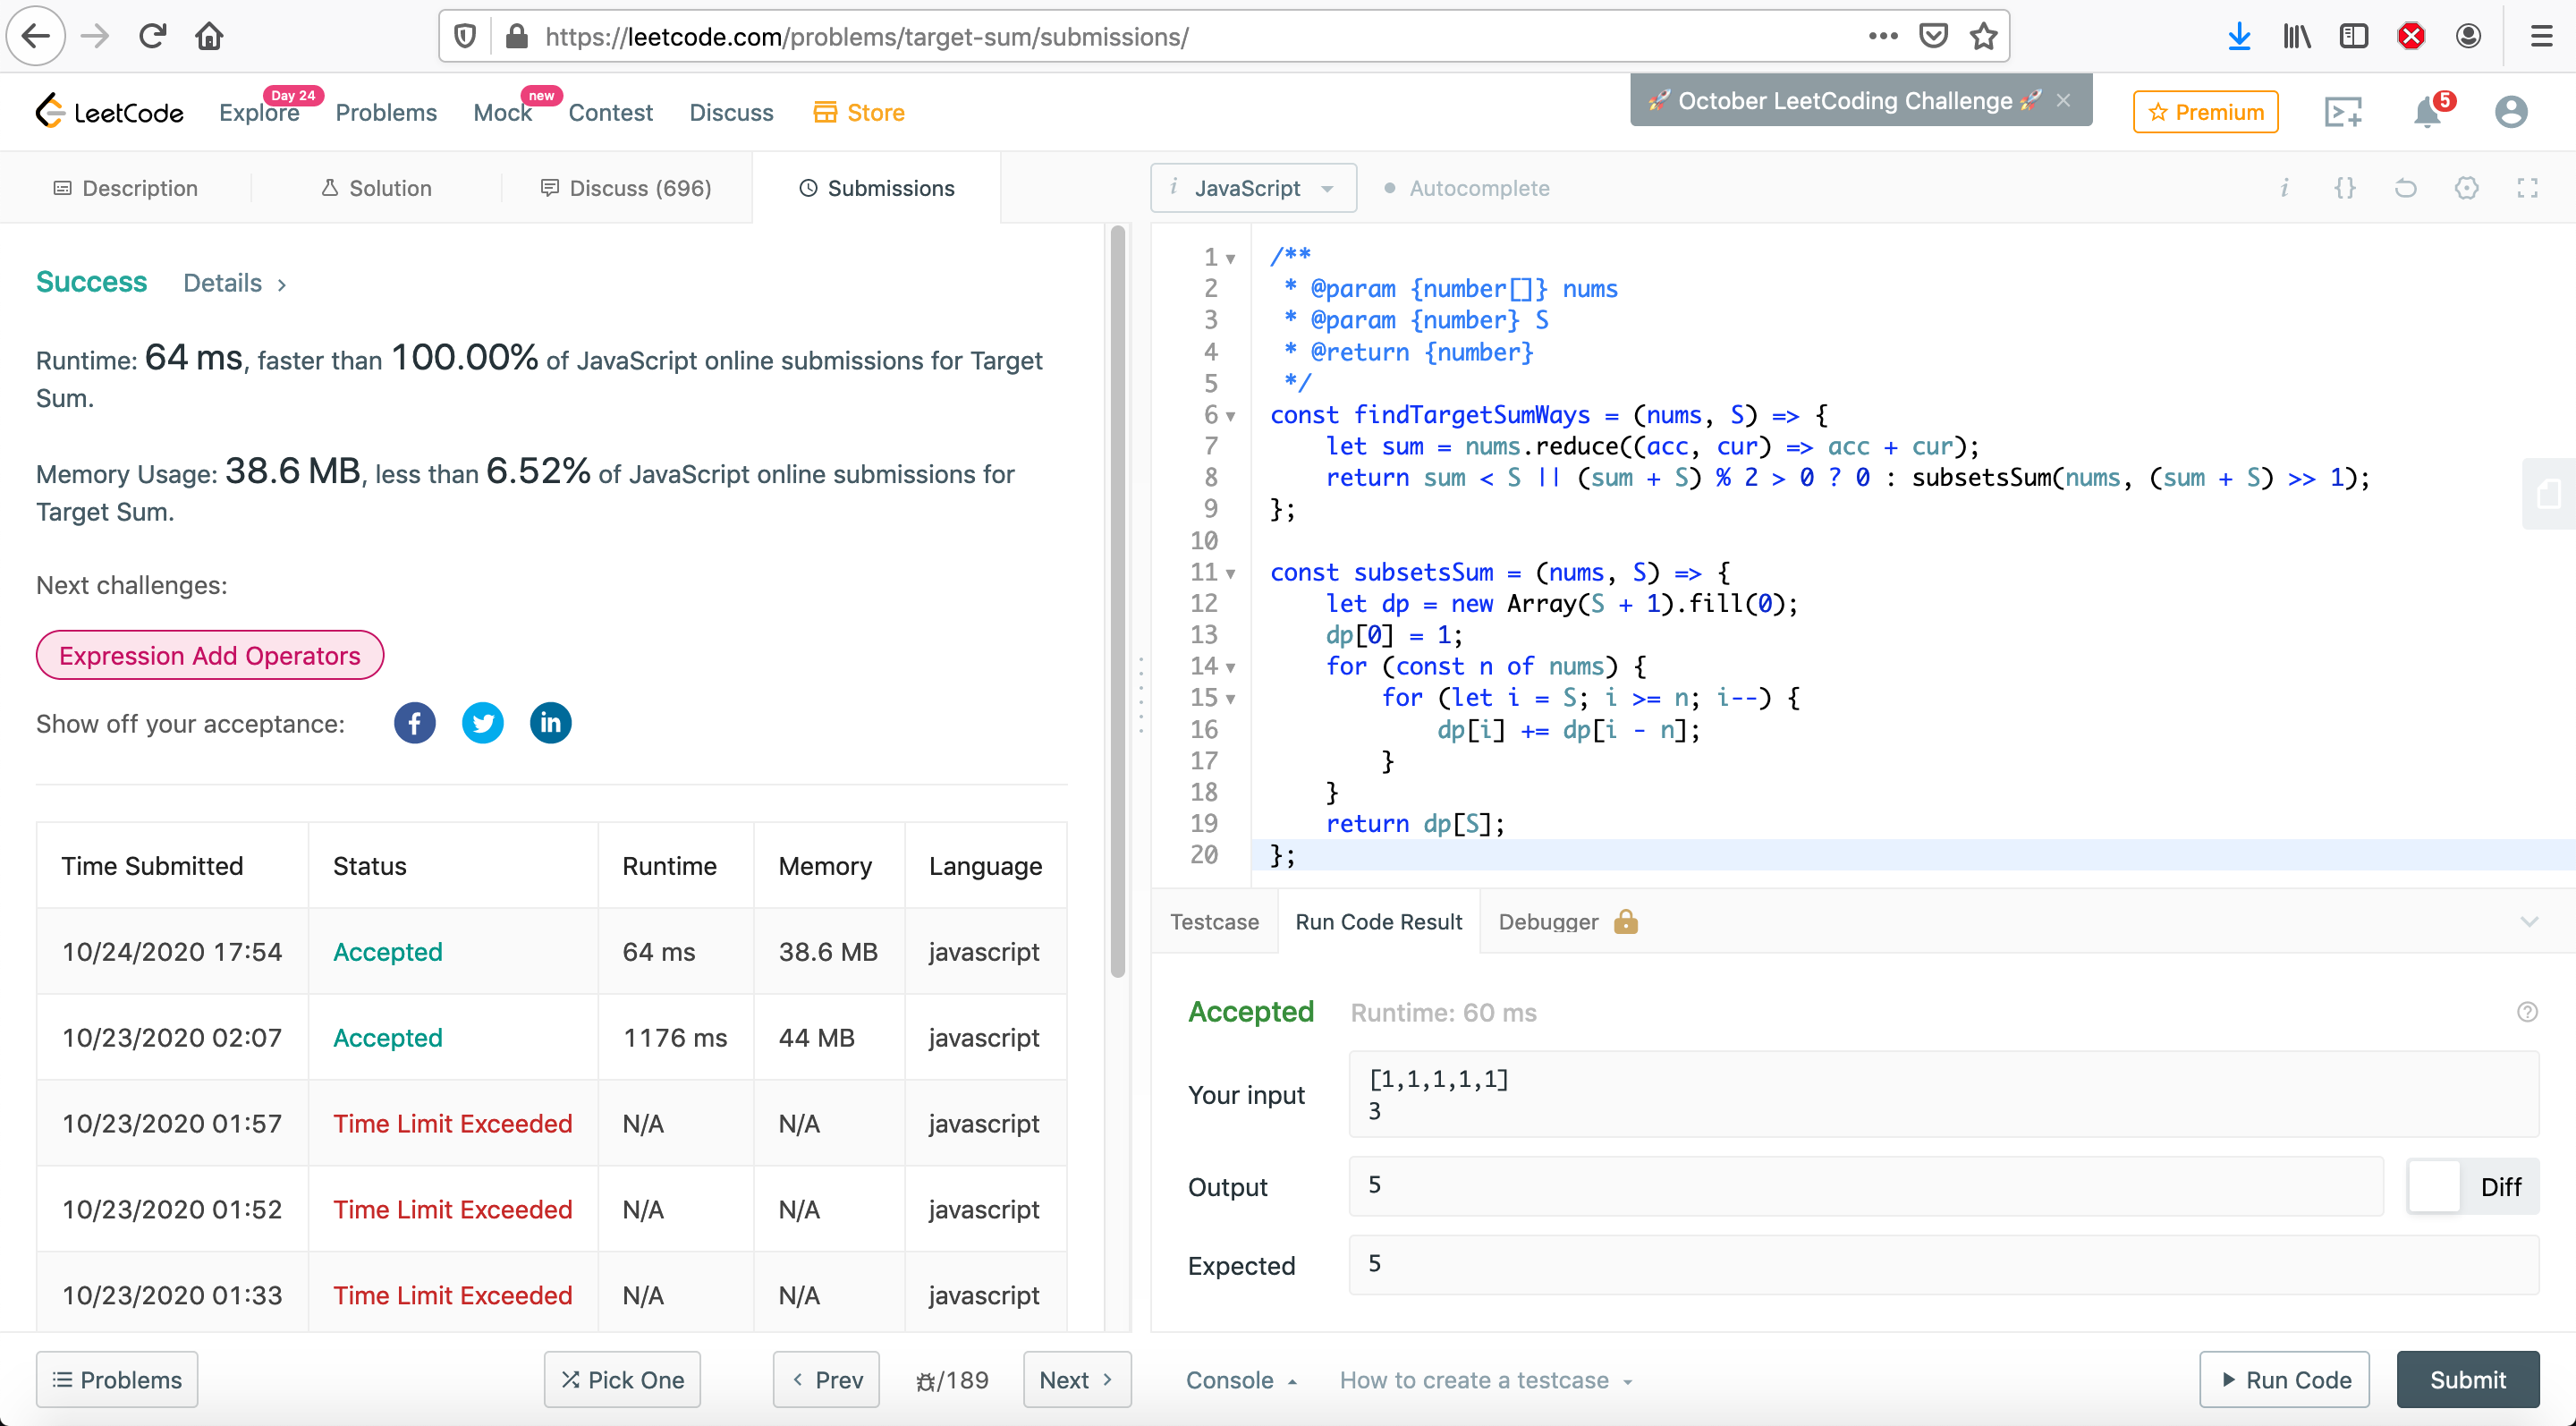 https://leetcode.com/problems/target-sum/submissions/
LeetCode
Explore
Day 24
Problems
Mock
new
Contest
Discuss
Store
🚀 October LeetCoding Challenge 🚀 ×
Premium
5
Description
Solution
Discuss (696)
Submissions
i JavaScript
Autocomplete
i {}
Success Details >
Runtime: 64 ms, faster than 100.00% of JavaScript online submissions for Target
Sum.
Memory Usage: 38.6 MB, less than 6.52% of JavaScript online submissions for
Target Sum.
Next challenges:
Expression Add Operators
Show off your acceptance:
Time Submitted Status Runtime Memory Language
10/24/2020 17:54 Accepted 64 ms 38.6 MB javascript
10/23/2020 02:07 Accepted 1176 ms 44 MB javascript
10/23/2020 01:57 Time Limit Exceeded N/A N/A javascript
10/23/2020 01:52 Time Limit Exceeded N/A N/A javascript
10/23/2020 01:33 Time Limit Exceeded N/A N/A javascript
Problems
Pick One
< Prev
/189
Next >
1 /**
2  * @param {number[]} nums
3  * @param {number} S
4  * @return {number}
5  */
6 const findTargetSumWays = (nums, S) => {
7     let sum = nums.reduce((acc, cur) => acc + cur);
8     return sum < S || (sum + S) % 2 > 0 ? 0 : subsetsSum(nums, (sum + S) >> 1);
9 };
10
11 const subsetsSum = (nums, S) => {
12     let dp = new Array(S + 1).fill(0);
13     dp[0] = 1;
14     for (const n of nums) {
15         for (let i = S; i >= n; i--) {
16             dp[i] += dp[i - n];
17         }
18     }
19     return dp[S];
20 };
Testcase
Run Code Result
Debugger
Accepted Runtime: 60 ms
?
Your input
[1,1,1,1,1]
3
Output
5
Diff
Expected
5
Console
How to create a testcase
Run Code
Submit